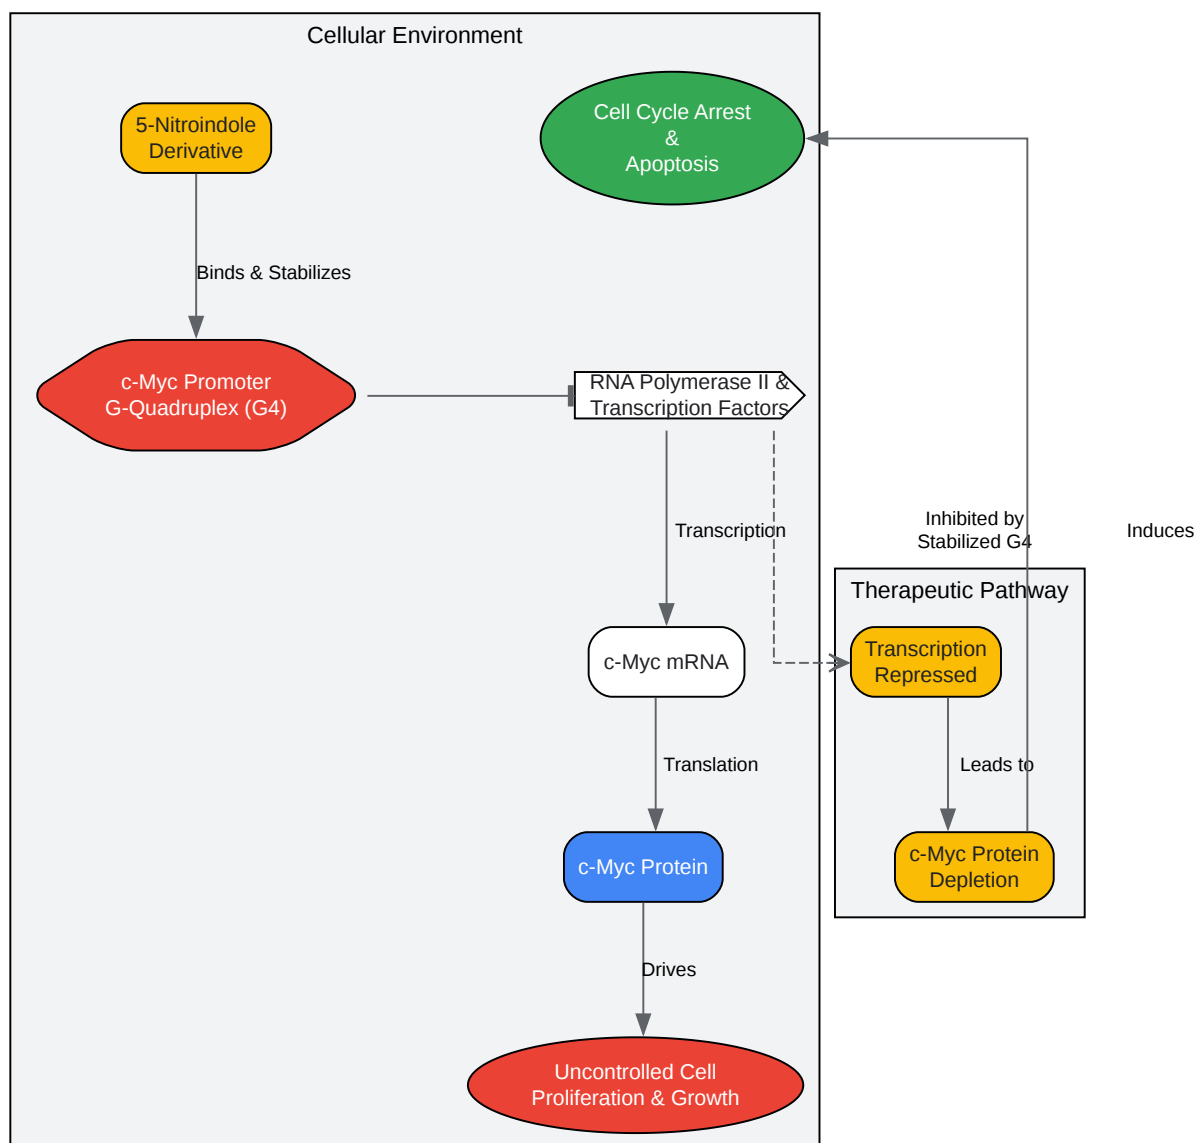 Cellular Environment
5-Nitroindole
Derivative
Cell Cycle Arrest
&
Apoptosis
Binds & Stabilizes
c-Myc Promoter
G-Quadruplex (G4)
RNA Polymerase II &
Transcription Factors
Transcription
Inhibited by
Stabilized G4
Induces
Therapeutic Pathway
c-Myc mRNA
Transcription
Repressed
Translation
Leads to
c-Myc Protein
c-Myc Protein
Depletion
Drives
Uncontrolled Cell
Proliferation & Growth